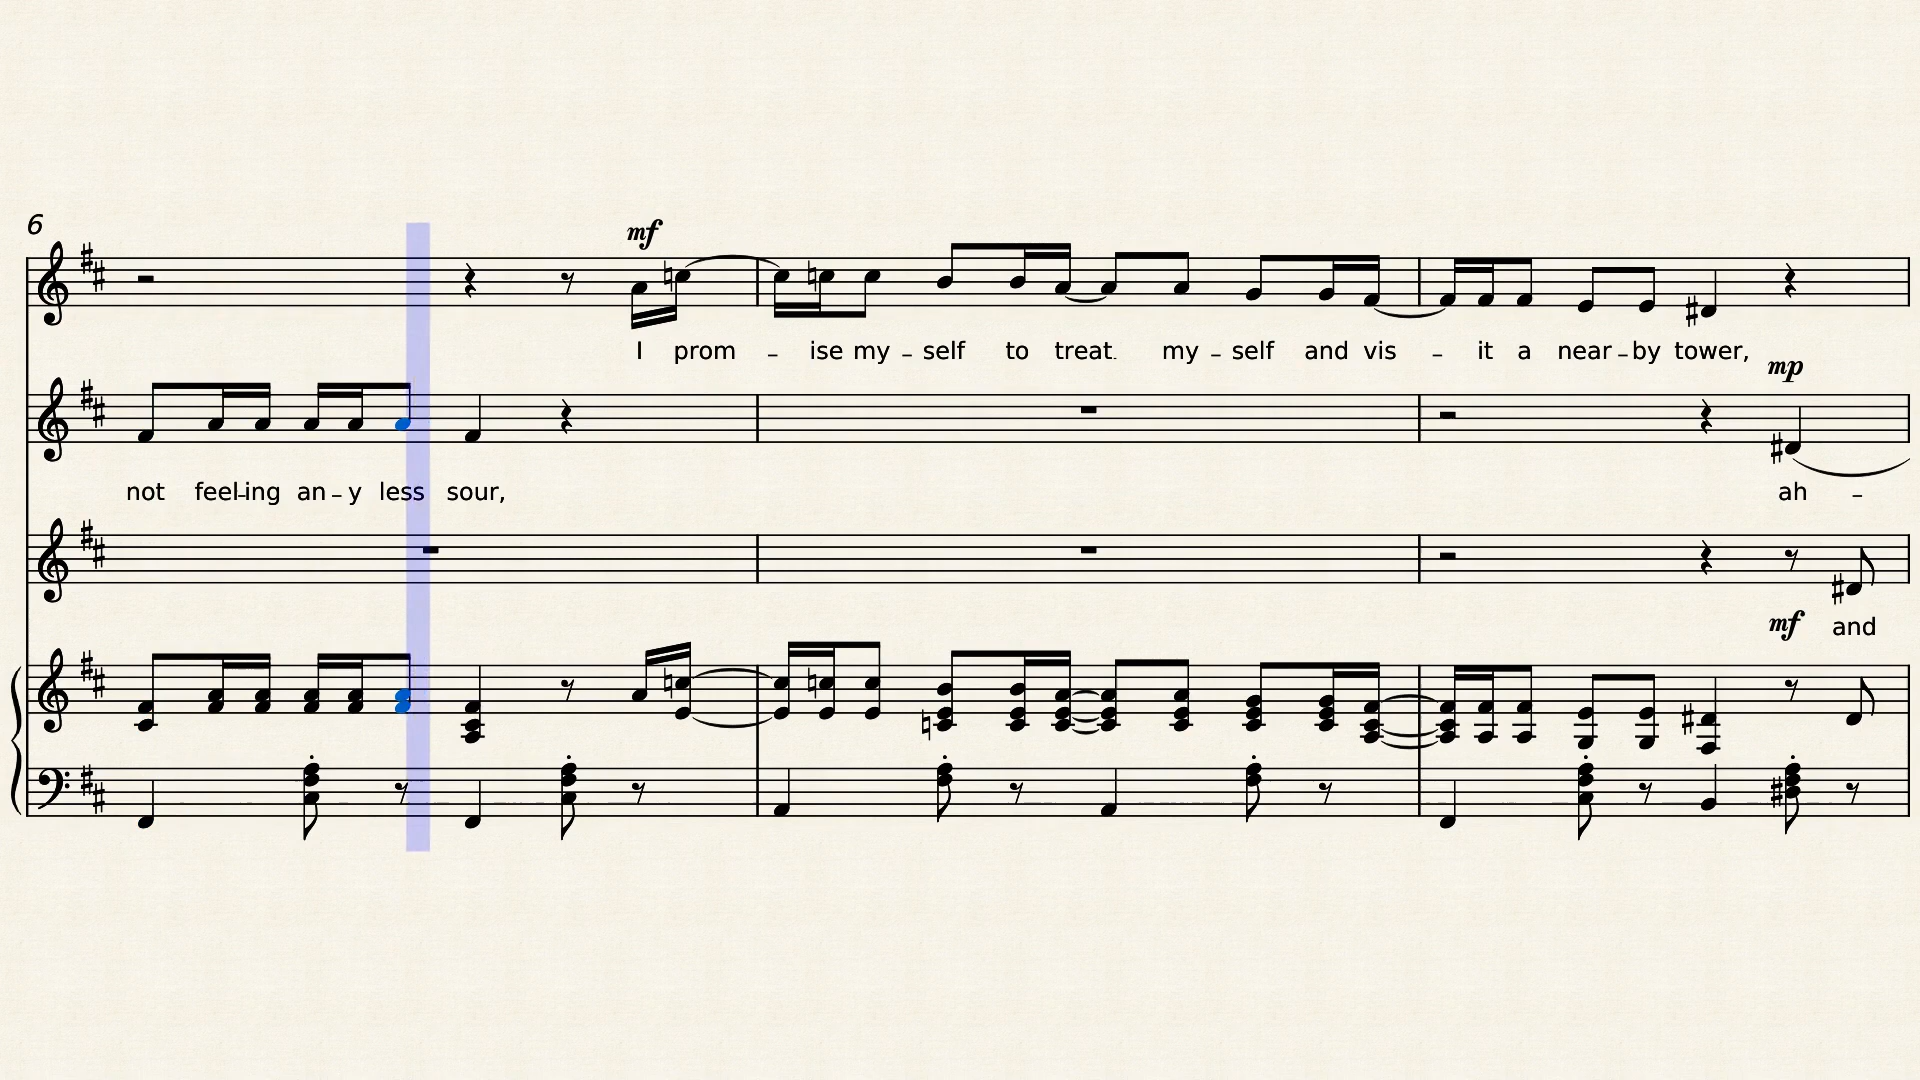 6
mf
I prom – ise my – self to treat. my – self and vis – it a near – by tower,
mp
not feel–ing an – y less sour, ah –
mf and